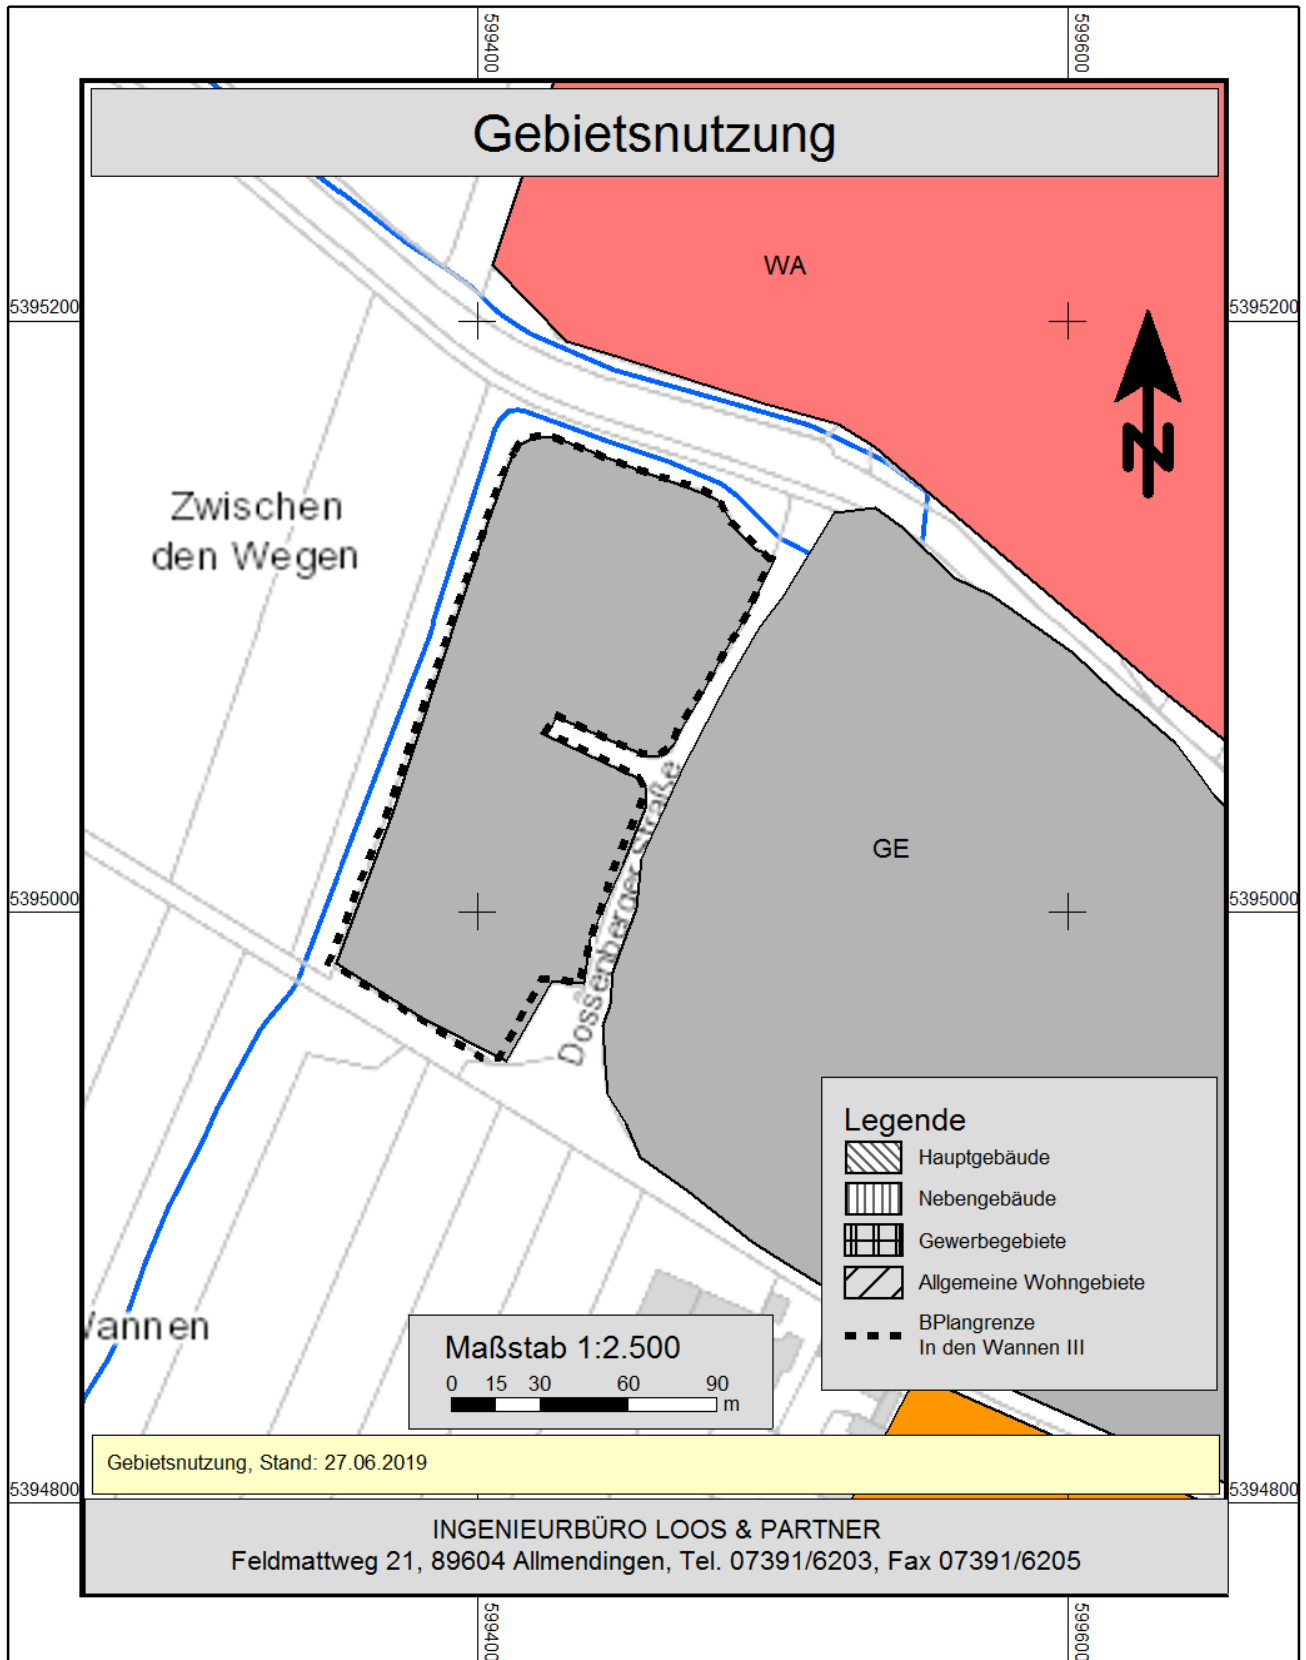 599400
599600
Gebietsnutzung
WA
5395200
5395200
N
Zwischen
den Wegen
Dossenberger Straße
GE
5395000
5395000
Legende
Hauptgebäude
Nebengebäude
Gewerbegebiete
Allgemeine Wohngebiete
BPlangrenze
In den Wannen III
Maßstab 1:2.500
0 15 30 60 90
m
Gebietsnutzung, Stand: 27.06.2019
5394800
5394800
INGENIEURBÜRO LOOS & PARTNER
Feldmattweg 21, 89604 Allmendingen, Tel. 07391/6203, Fax 07391/6205
599400
599600